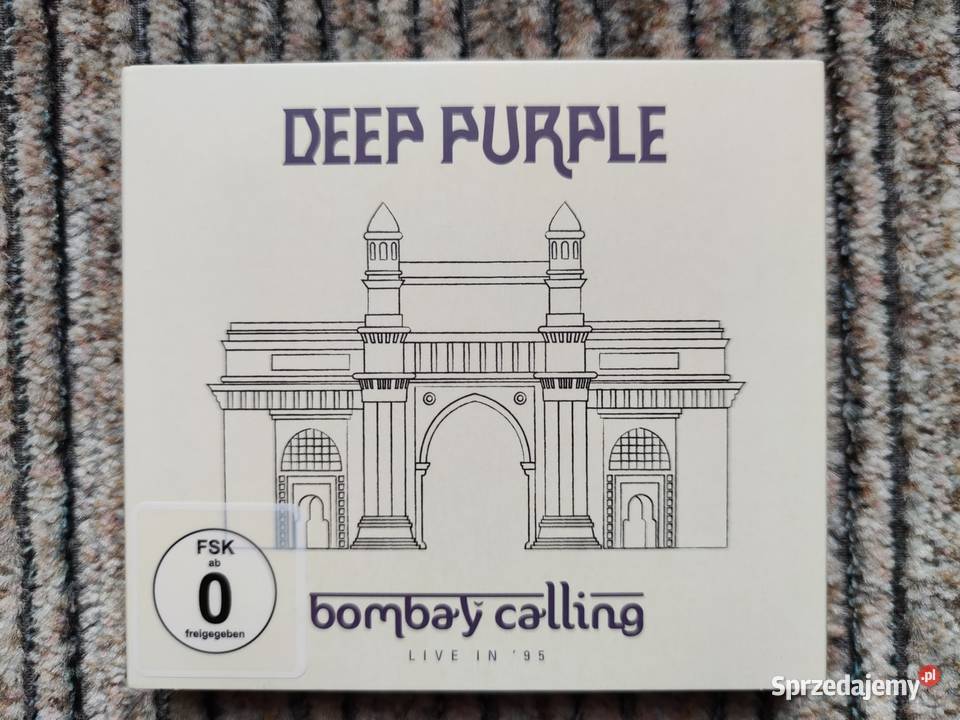 DEEP PURPLE
FSK
ab
0
freigegeben
bombay calling
LIVE IN '95
Sprzedajemy.pl